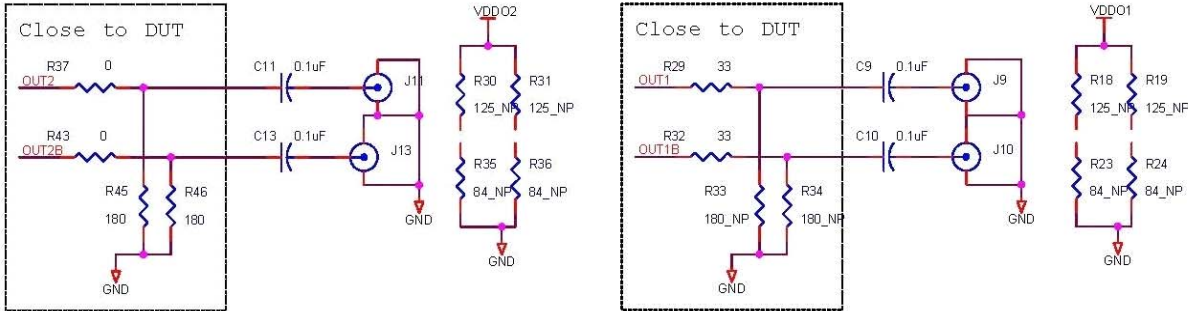 VDDO2
VDDO1
Close to DUT
Close to DUT
R37 0
C11 0.1uF
J11
R30
R31
R29 33
C9 0.1uF
J9
R18
R19
OUT2
OUT1
125_NP
125_NP
125_NP
125_NP
R43 0
C13 0.1uF
R32 33
C10 0.1uF
OUT2B
J13
OUT1B
J10
R35
R36
R23
R24
R45
R46
84_NP
84_NP
R33
R34
84_NP
84_NP
180
180
GND
180_NP
180_NP
GND
GND
GND
GND
GND